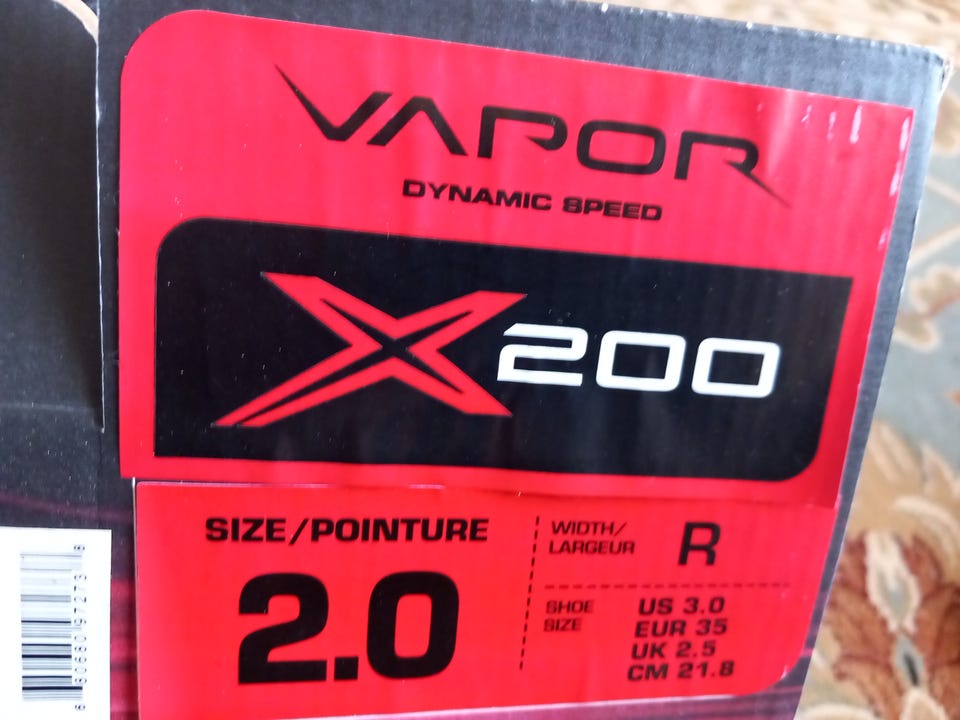 VAPOR
DYNAMIC SPEED
X200
SIZE/POINTURE
2.0
WIDTH/
LARGEUR
R
SHOE
SIZE
US 3.0
EUR 35
UK 2.5
CM 21.8